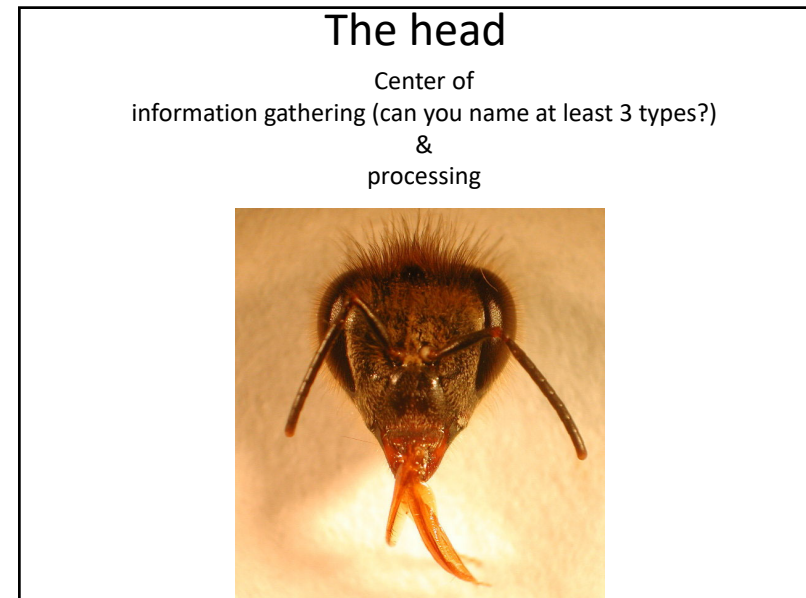 The head
Center of
information gathering (can you name at least 3 types?)
&
processing